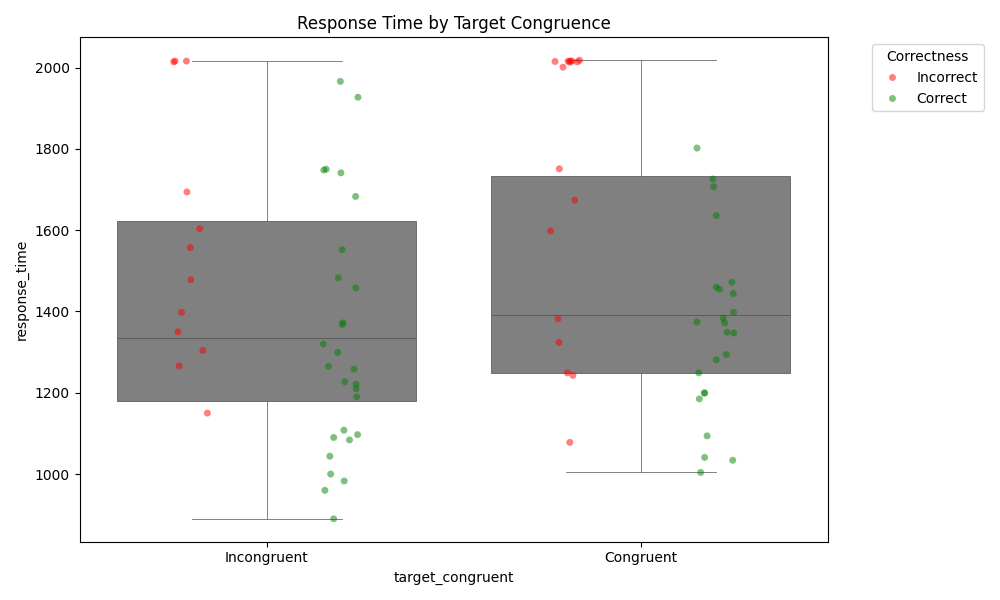 Response Time by Target Congruence
Correctness
Incorrect
Correct
response_time
2000
1800
1600
1400
1200
1000
Incongruent
Congruent
target_congruent